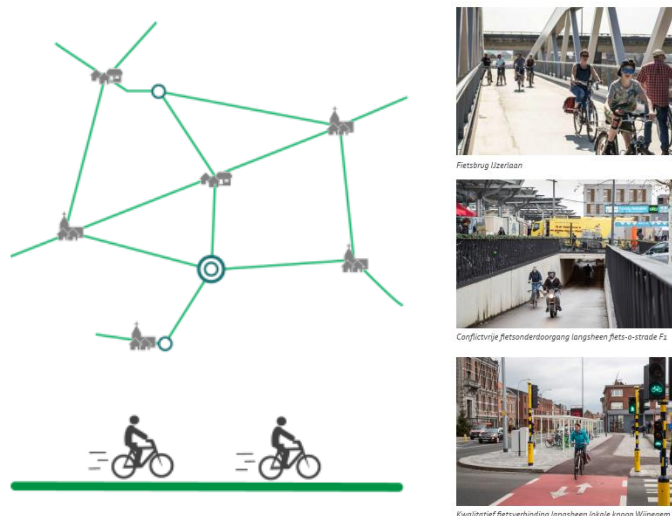 Fietsbrug IJzerlaan
Conflictvrije fietsonderdoorgang langsheen fiets-o-strade F1
Kwalitatief fietsverbinding langsheen lokale knoop Wijnegem